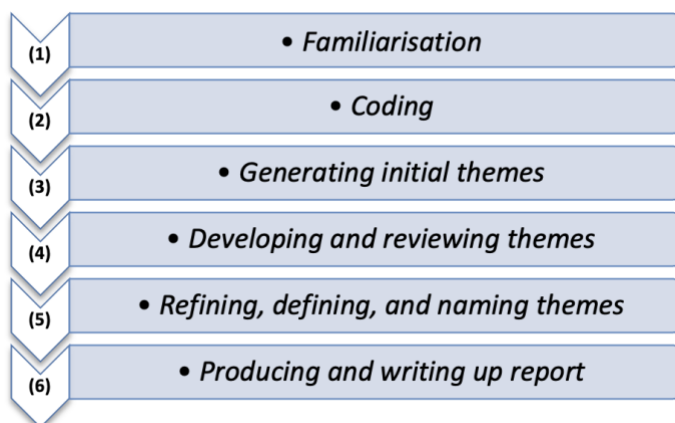 (1) • Familiarisation
(2) • Coding
(3) • Generating initial themes
(4) • Developing and reviewing themes
(5) • Refining, defining, and naming themes
(6) • Producing and writing up report